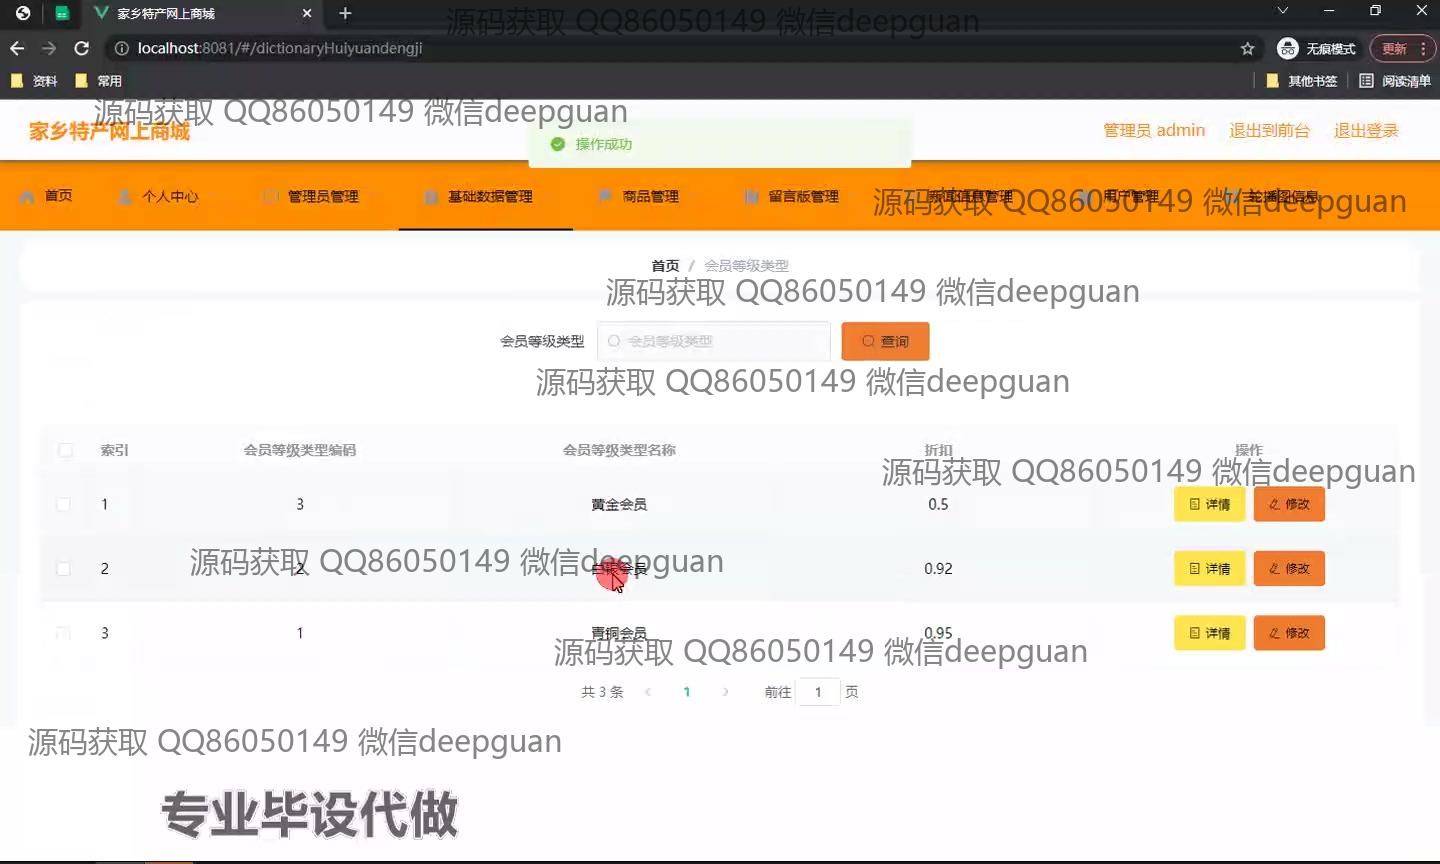 家乡特产网上商城
源码获取 QQ86050149 微信deepguan
localhost:8081/#/dictionaryHuiyuandengji
无痕模式
更新
资料
常用
其他书签
阅读清单
源码获取 QQ86050149 微信deepguan
家乡特产网上商城
操作成功
管理员 admin
退出到前台
退出登录
首页
个人中心
管理员管理
基础数据管理
商品管理
留言版管理
新闻信息管理
用户管理
轮播图信息
源码获取 QQ86050149 微信deepguan
首页 / 会员等级类型
源码获取 QQ86050149 微信deepguan
会员等级类型
会员等级类型
查询
源码获取 QQ86050149 微信deepguan
索引 会员等级类型编码 会员等级类型名称 折扣 操作
源码获取 QQ86050149 微信deepguan
1 3 黄金会员 0.5 详情 修改
源码获取 QQ86050149 微信deepguan
2 2 白银会员 0.92 详情 修改
3 1 青铜会员 0.95 详情 修改
源码获取 QQ86050149 微信deepguan
共 3 条 1 前往 1 页
源码获取 QQ86050149 微信deepguan
专业毕设代做